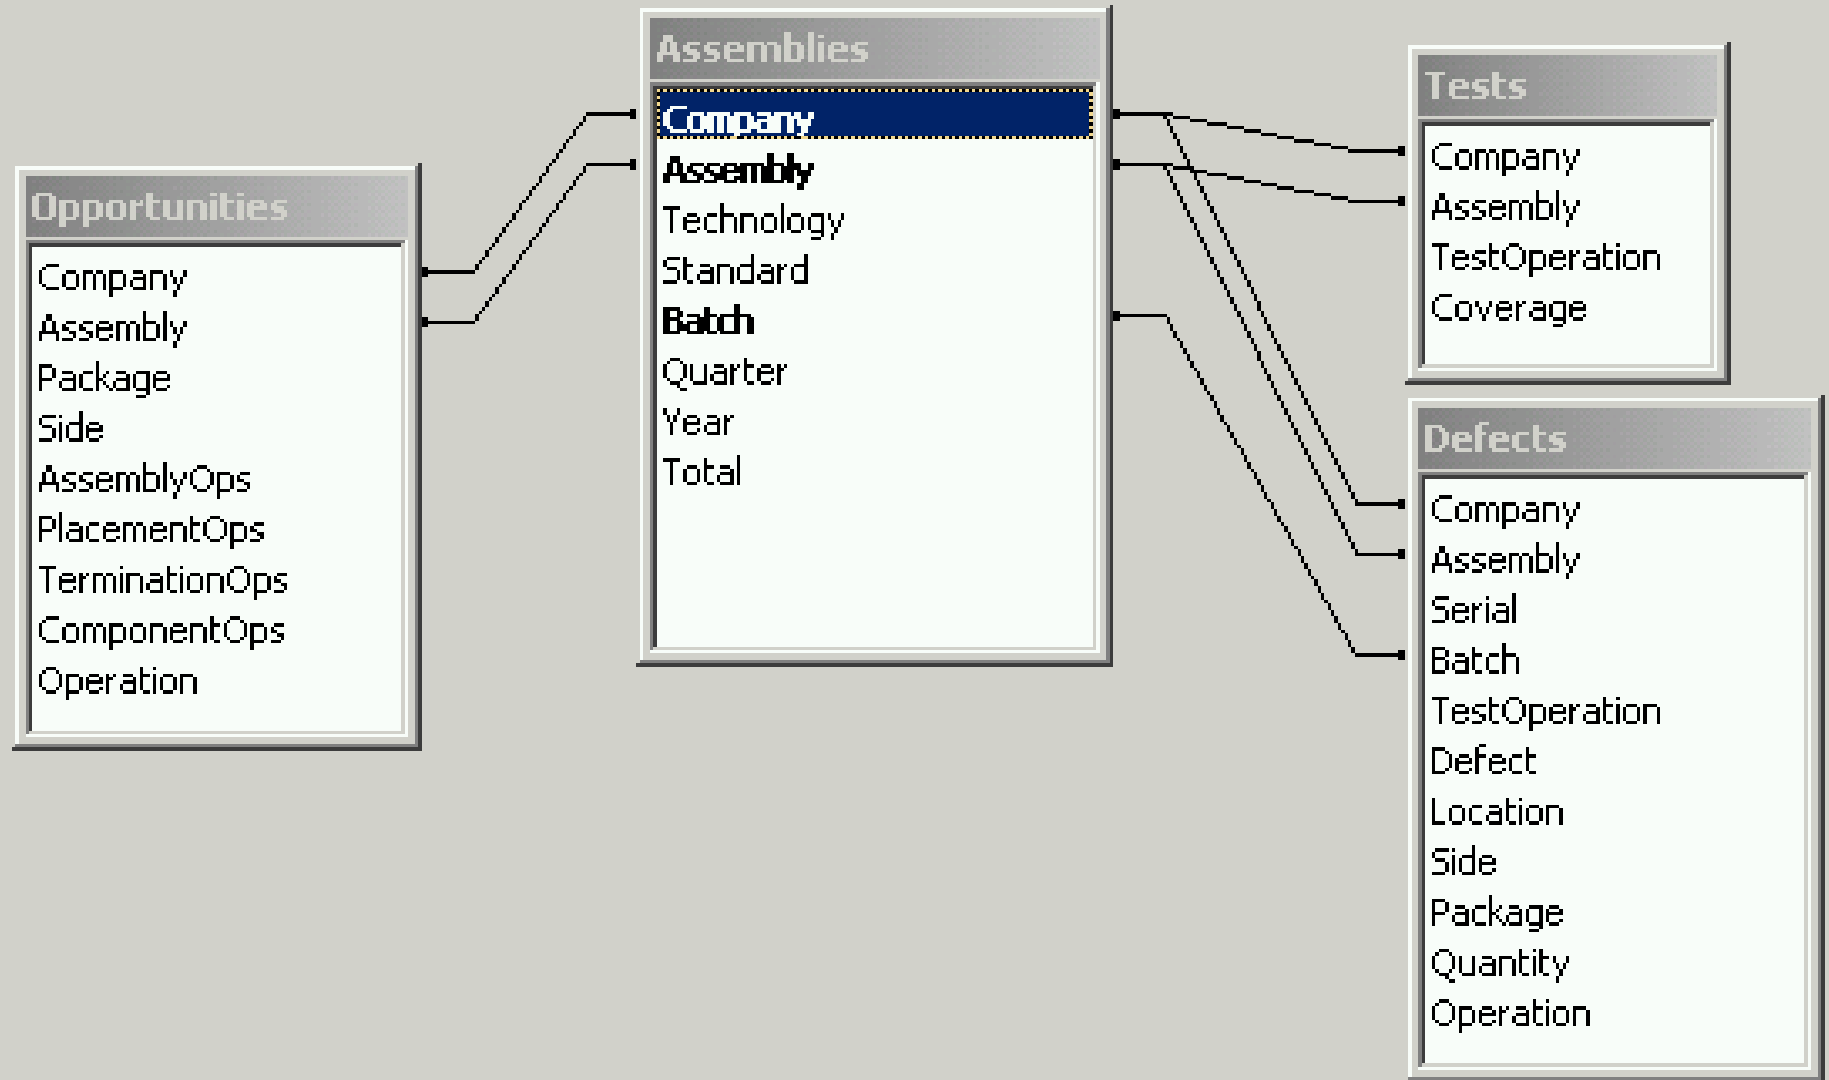 Opportunities
Company
Assembly
Package
Side
AssemblyOps
PlacementOps
TerminationOps
ComponentOps
Operation
Assemblies
Company
Assembly
Technology
Standard
Batch
Quarter
Year
Total
Tests
Company
Assembly
TestOperation
Coverage
Defects
Company
Assembly
Serial
Batch
TestOperation
Defect
Location
Side
Package
Quantity
Operation